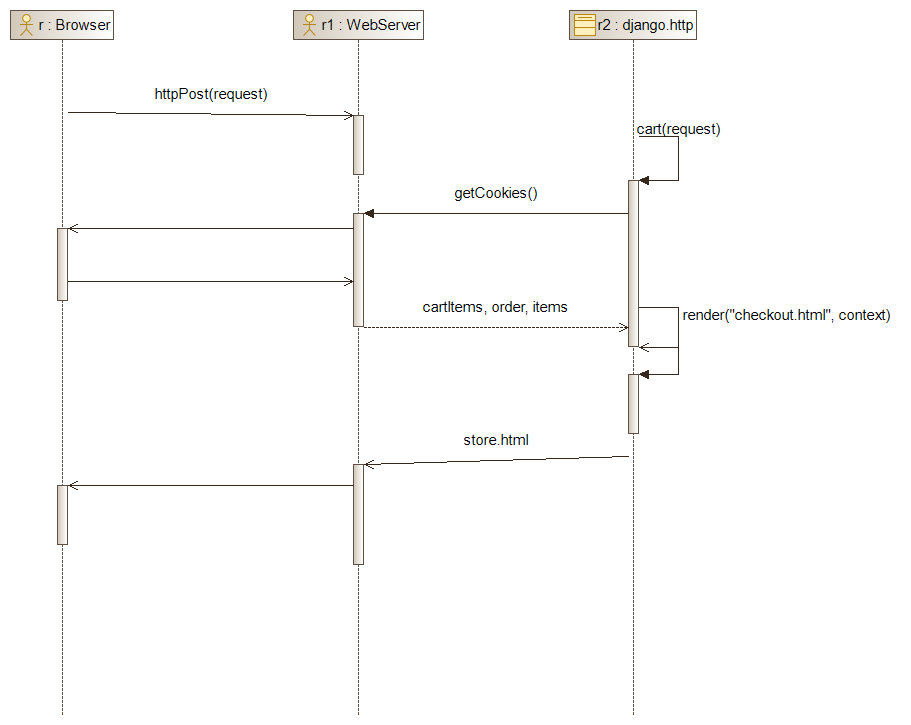 r : Browser
r1 : WebServer
r2 : django.http
httpPost(request)
cart(request)
getCookies()
cartItems, order, items
render("checkout.html", context)
store.html